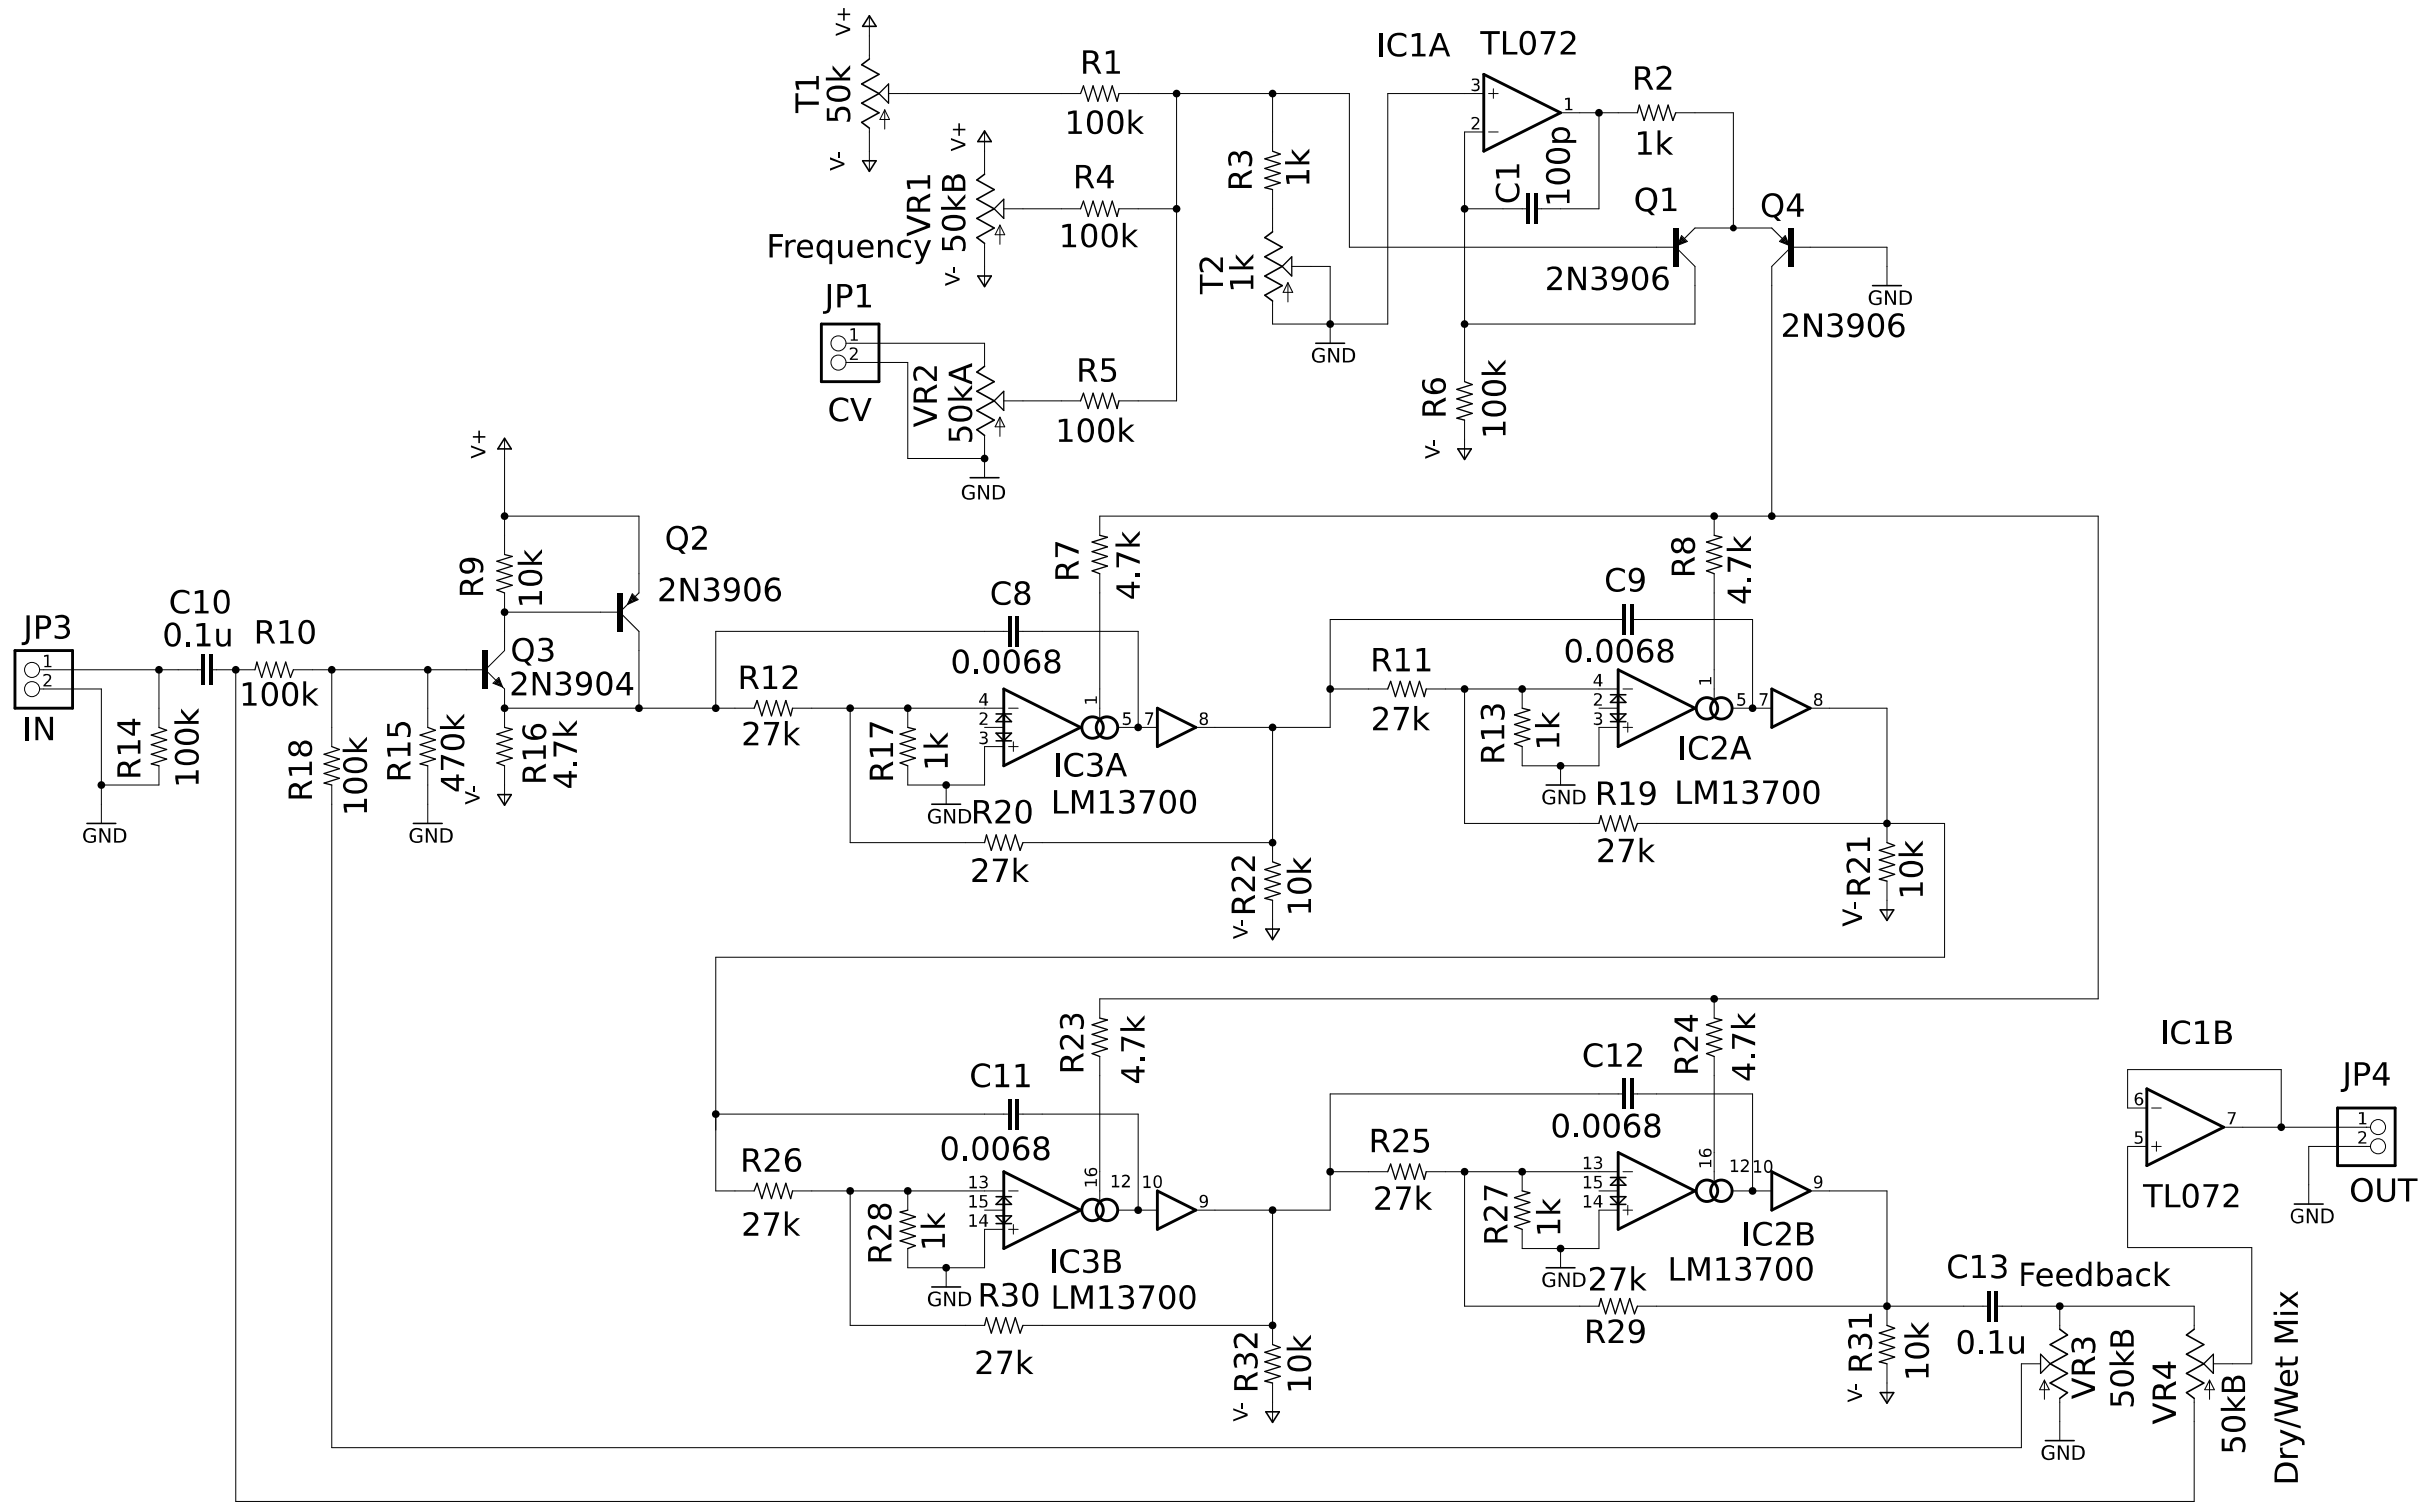 V+
T1
50k
V-
R1
100k
V+
VR1
50kB
V-
Frequency
R4
100k
JP1
1
2
CV
VR2
50kA
GND
R5
100k
R3
1k
T2
1k
GND
IC1A
TL072
3
+
2
−
1
R2
1k
C1
100p
Q1
2N3906
Q4
2N3906
GND
R6
100k
V-
JP3
1
2
IN
GND
R14
100k
C10
0.1u
R10
100k
R18
100k
R15
470k
GND
V+
R9
10k
Q2
2N3906
Q3
2N3904
R16
4.7k
V-
R12
27k
R17
1k
GND
C8
0.0068
R7
4.7k
4
−
2
3
+
1
5
7
8
IC3A
LM13700
R20
27k
R22
10k
V-
R11
27k
R13
1k
GND
C9
0.0068
R8
4.7k
4
−
2
3
+
1
5
7
8
IC2A
LM13700
R19
27k
R21
10k
V-
R26
27k
R28
1k
GND
C11
0.0068
R23
4.7k
13
−
15
14
+
16
12
10
9
IC3B
LM13700
R30
27k
R32
10k
V-
R25
27k
R27
1k
GND
C12
0.0068
R24
4.7k
13
−
15
14
+
16
12
10
9
IC2B
LM13700
27k
R29
R31
10k
V-
C13
0.1u
Feedback
VR3
50kB
GND
VR4
50kB
Dry/Wet Mix
IC1B
6
−
5
+
7
TL072
JP4
1
2
OUT
GND